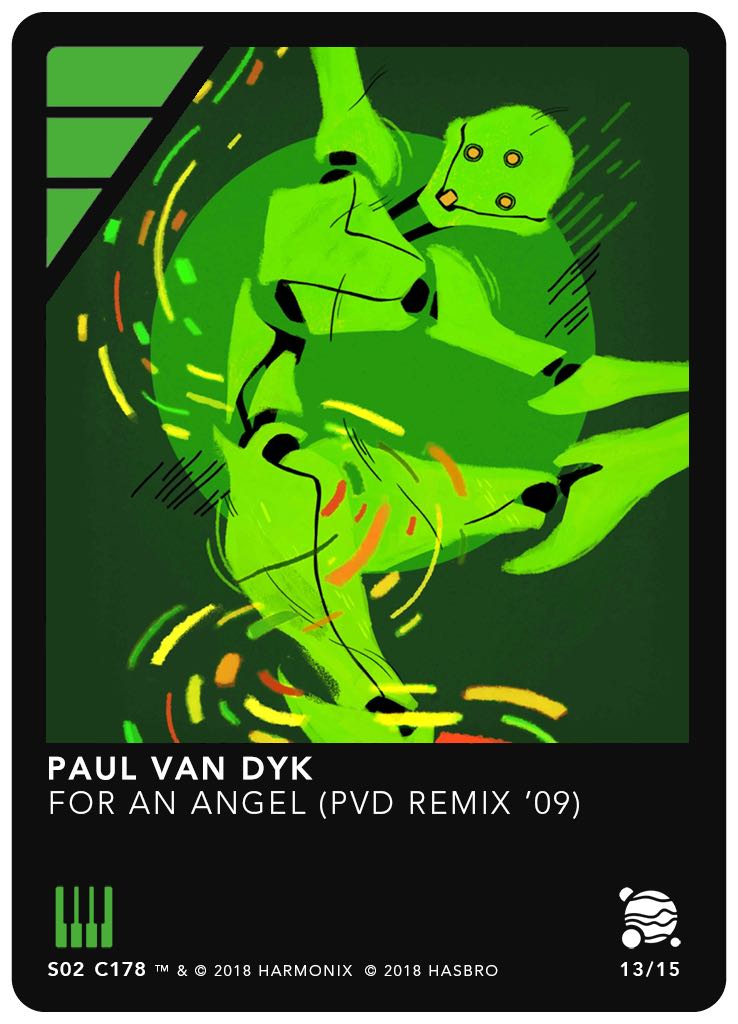 PAUL VAN DYK
FOR AN ANGEL (PVD REMIX ’09)
S02 C178 ™ & © 2018 HARMONIX © 2018 HASBRO 13/15